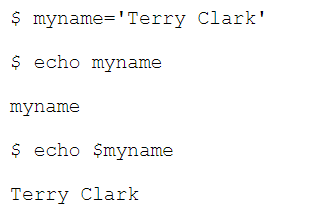 $ myname='Terry Clark'
$ echo myname
myname
$ echo $myname
Terry Clark